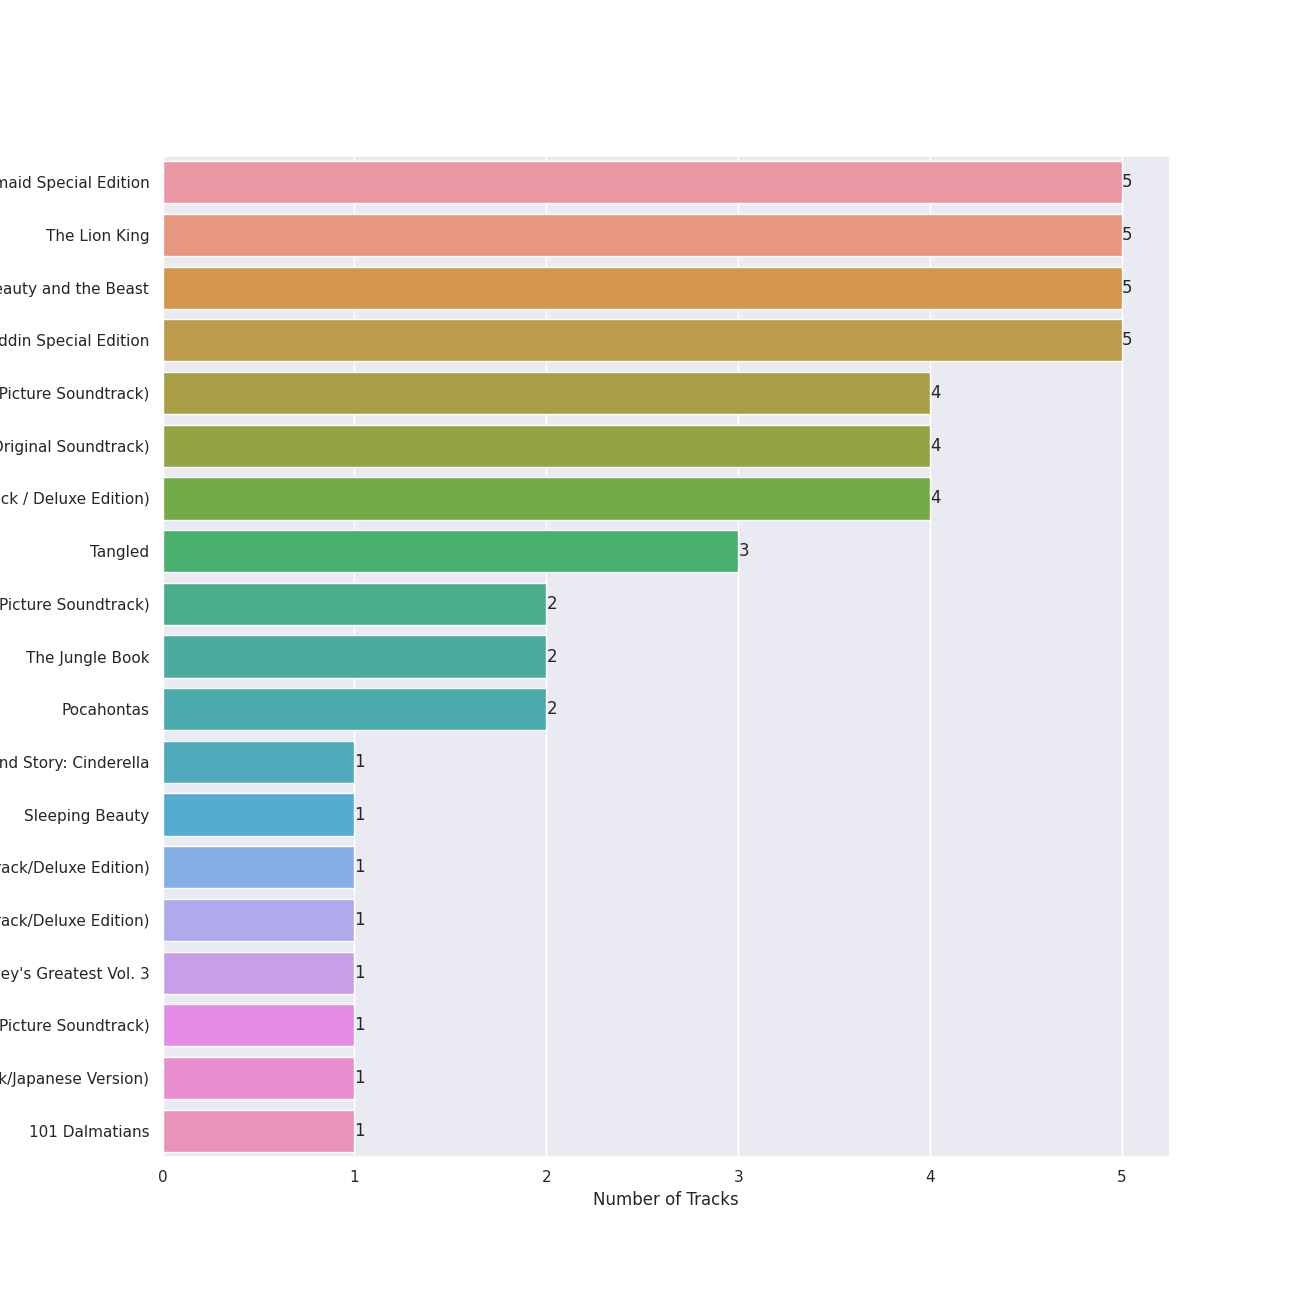 maid Special Edition 5
The Lion King 5
eauty and the Beast 5
ddin Special Edition 5
Picture Soundtrack) 4
Original Soundtrack) 4
ck / Deluxe Edition) 4
Tangled 3
Picture Soundtrack) 2
The Jungle Book 2
Pocahontas 2
nd Story: Cinderella 1
Sleeping Beauty 1
rack/Deluxe Edition) 1
rack/Deluxe Edition) 1
ey's Greatest Vol. 3 1
Picture Soundtrack) 1
k/Japanese Version) 1
101 Dalmatians 1
0 1 2 3 4 5
Number of Tracks